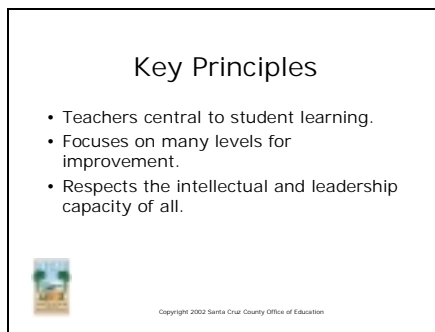 Key Principles
• Teachers central to student learning.
• Focuses on many levels for
improvement.
• Respects the intellectual and leadership
capacity of all.
Copyright 2002 Santa Cruz County Office of Education